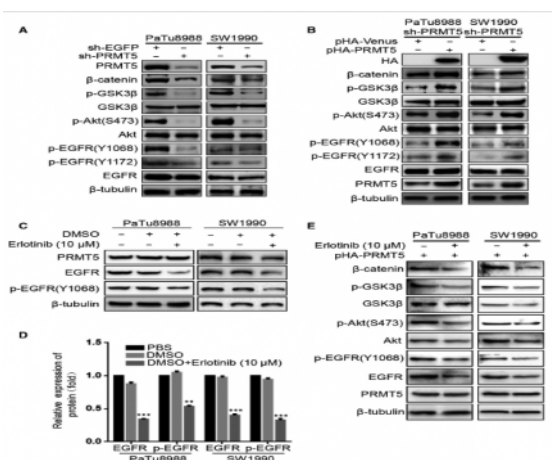 A
PaTu8988 SW1990
sh-EGFP + − + −
sh-PRMT5 − + − +
PRMT5
β-catenin
p-GSK3β
GSK3β
p-Akt(S473)
Akt
p-EGFR(Y1068)
p-EGFR(Y1172)
EGFR
β-tubulin
B
PaTu8988 SW1990
sh-PRMT5 sh-PRMT5
pHA-Venus + − + −
pHA-PRMT5 − + − +
HA
β-catenin
p-GSK3β
GSK3β
p-Akt(S473)
Akt
p-EGFR(Y1068)
p-EGFR(Y1172)
EGFR
PRMT5
β-tubulin
C
PaTu8988 SW1990
DMSO − + + − + +
Erlotinib (10 μM) − − + − − +
PRMT5
EGFR
p-EGFR(Y1068)
β-tubulin
D
PBS
DMSO
DMSO+Erlotinib (10 μM)
Relative expression of
protein (fold)
1.5
1.0
0.5
0.0
*** ** *** ***
EGFR p-EGFR EGFR p-EGFR
PaTu8988 SW1990
E
PaTu8988 SW1990
Erlotinib (10 μM) − + − +
pHA-PRMT5 + + + +
β-catenin
p-GSK3β
GSK3β
p-Akt(S473)
Akt
p-EGFR(Y1068)
EGFR
PRMT5
β-tubulin